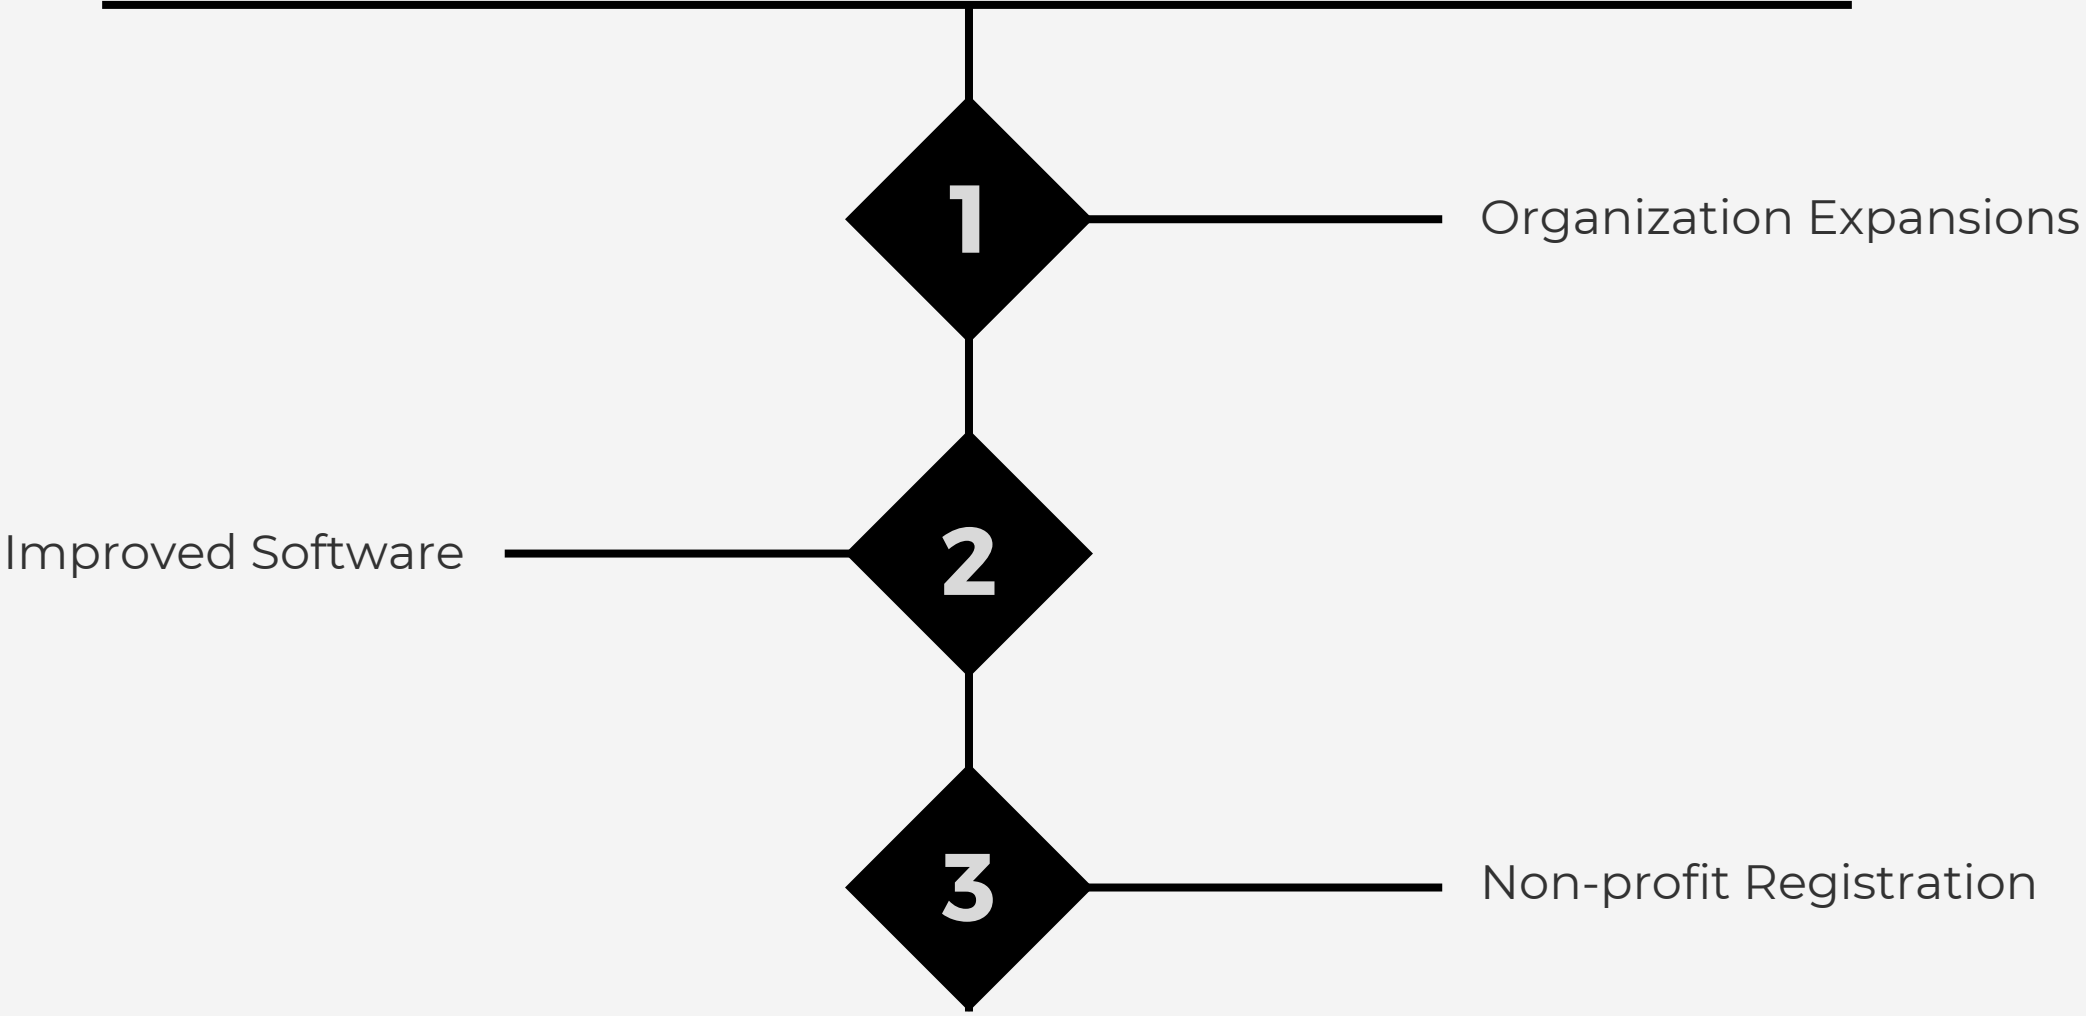 1
Organization Expansions
Improved Software
2
3
Non-profit Registration